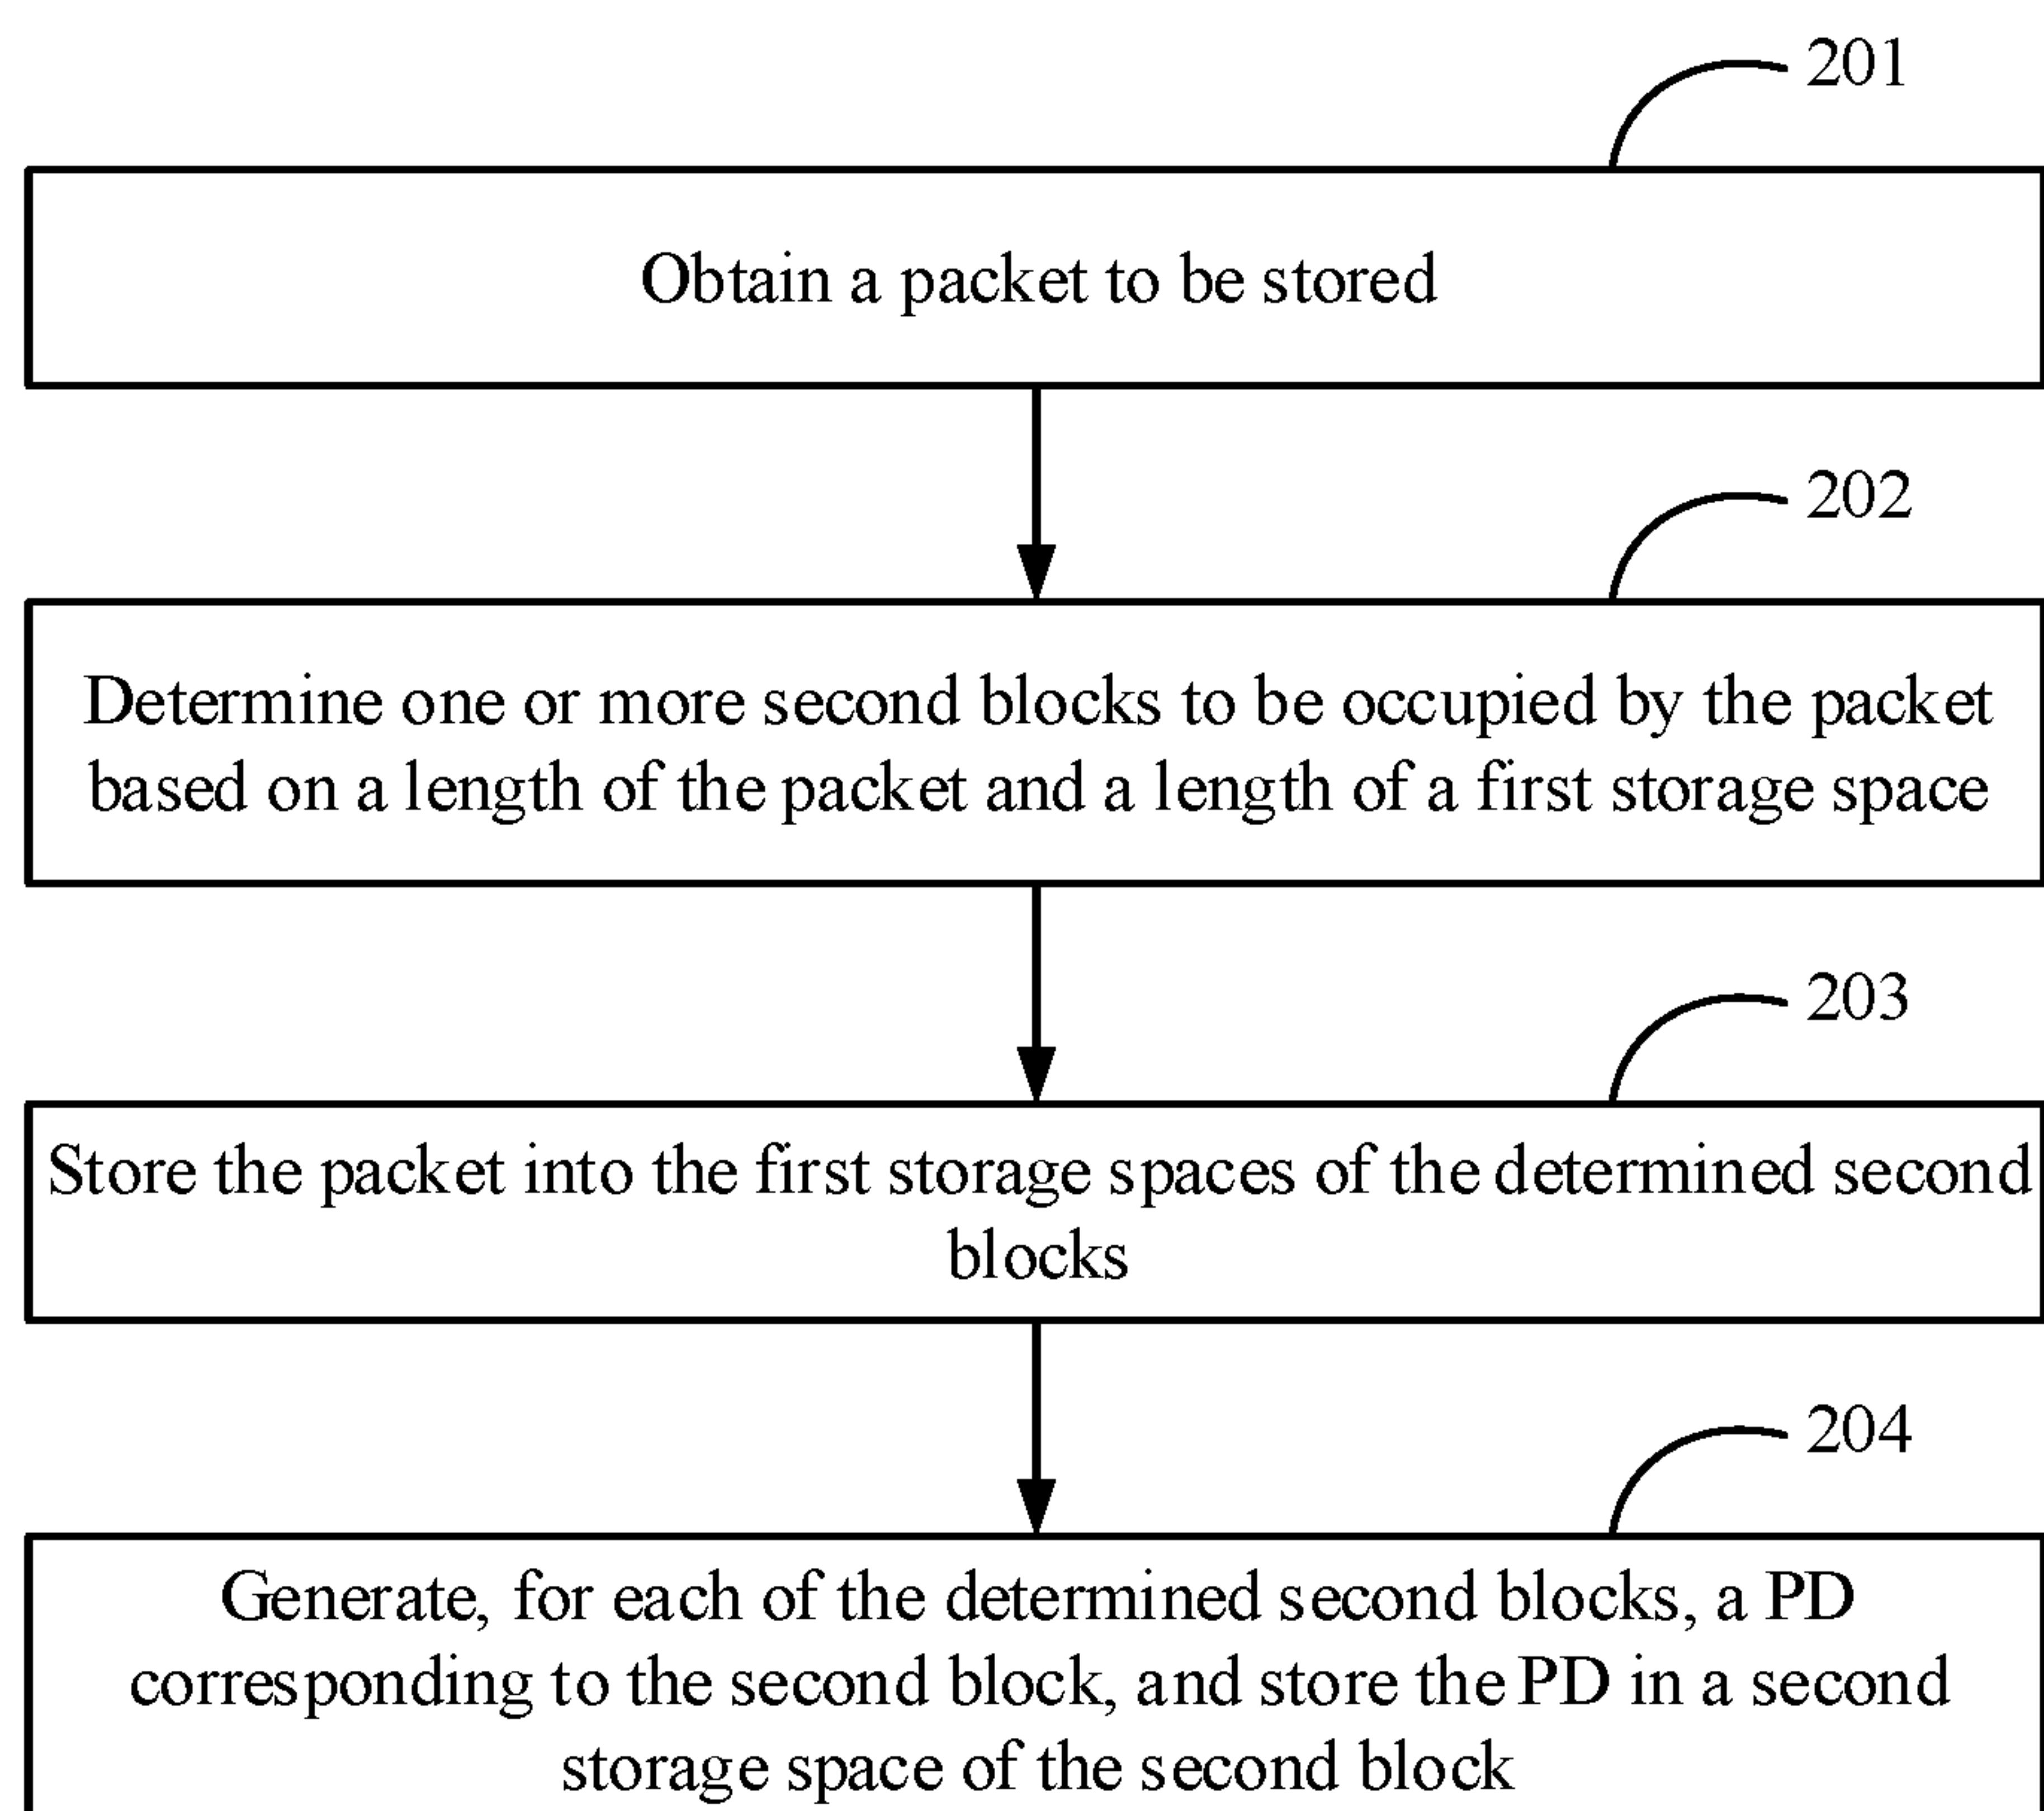 201
Obtain a packet to be stored
202
Determine one or more second blocks to be occupied by the packet
based on a length of the packet and a length of a first storage space
203
Store the packet into the first storage spaces of the determined second
blocks
204
Generate, for each of the determined second blocks, a PD
corresponding to the second block, and store the PD in a second
storage space of the second block